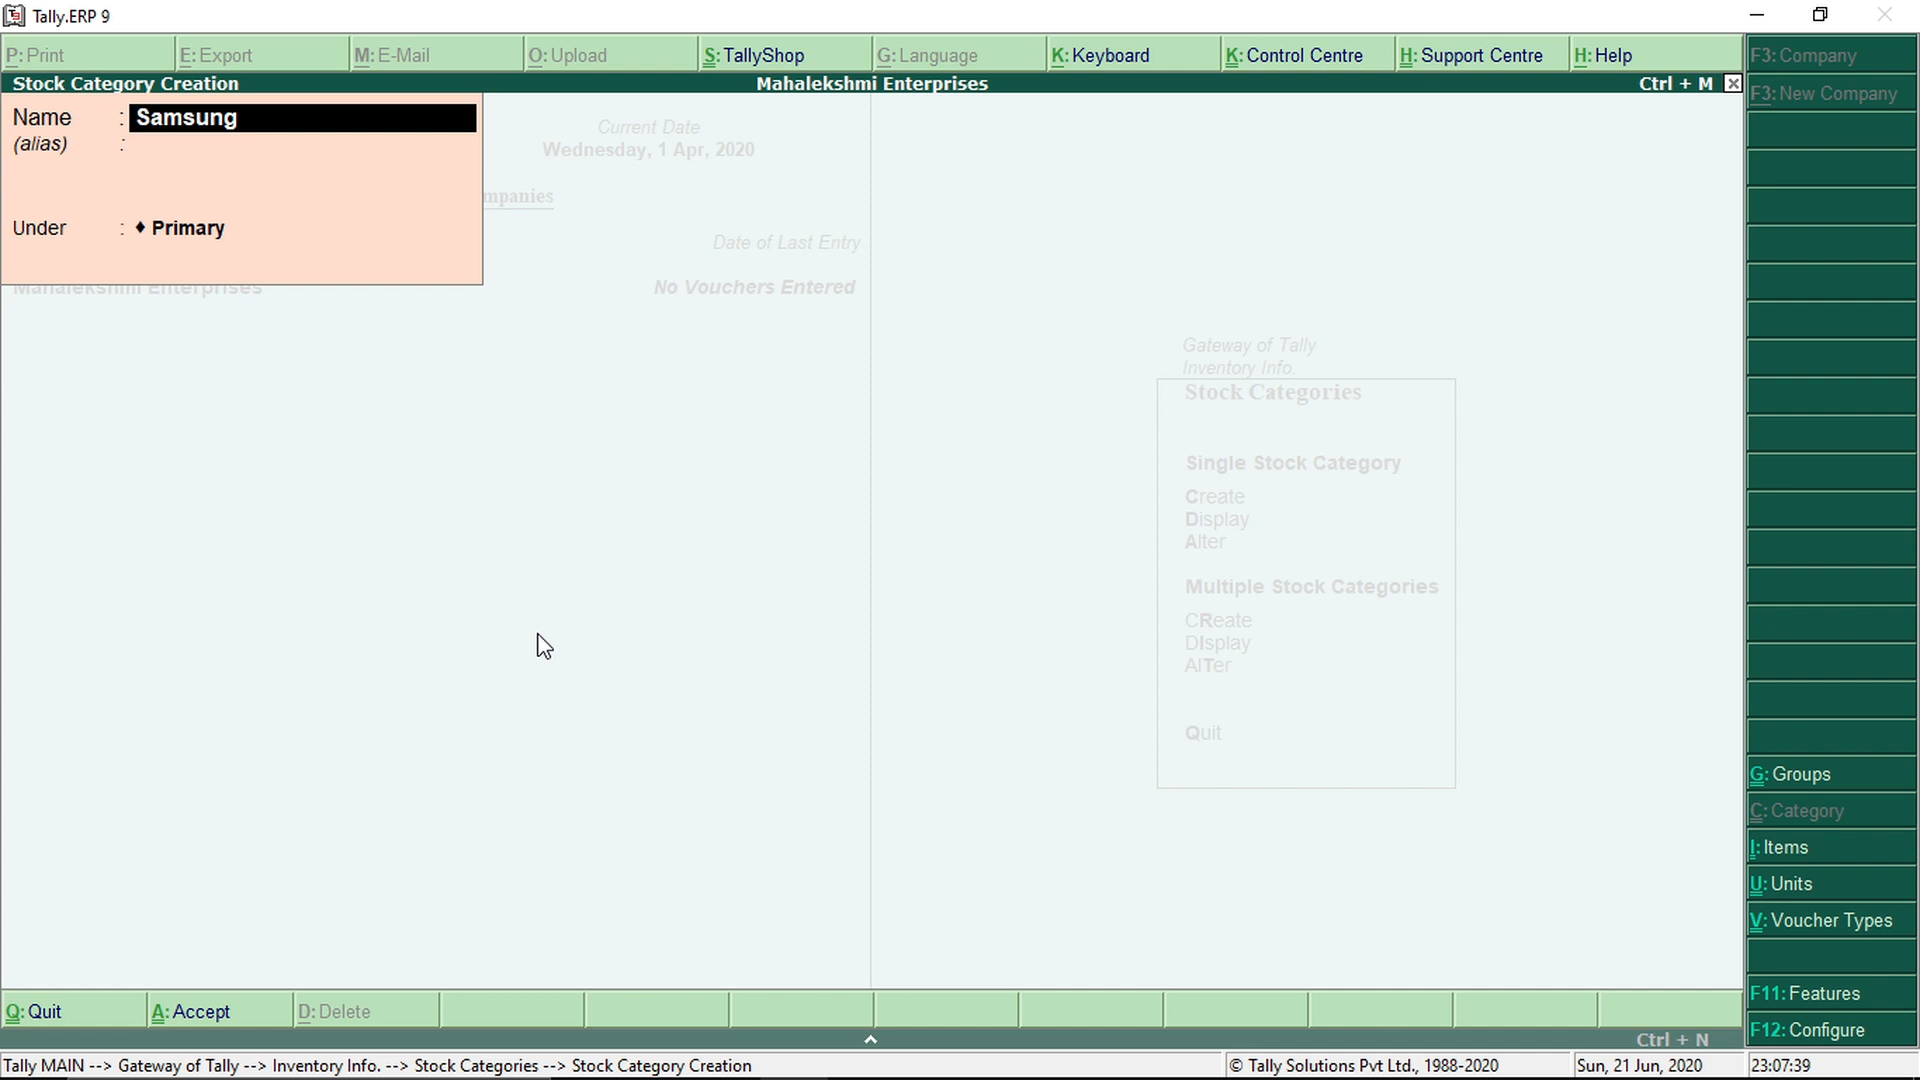 Tally.ERP 9
P: Print
E: Export
M: E-Mail
O: Upload
S: TallyShop
G: Language
K: Keyboard
K: Control Centre
H: Support Centre
H: Help
Stock Category Creation
Mahalekshmi Enterprises
Ctrl + M
Name : Samsung
(alias) :
Under : ♦ Primary
Current Date
Wednesday, 1 Apr, 2020
mpanies
Date of Last Entry
Mahalekshmi Enterprises
No Vouchers Entered
Gateway of Tally
Inventory Info.
Stock Categories
Single Stock Category
Create
Display
Alter
Multiple Stock Categories
CReate
DIsplay
AlTer
Quit
F3: Company
F3: New Company
G: Groups
C: Category
I: Items
U: Units
V: Voucher Types
F11: Features
F12: Configure
Q: Quit
A: Accept
D: Delete
Ctrl + N
Tally MAIN --> Gateway of Tally --> Inventory Info. --> Stock Categories --> Stock Category Creation
© Tally Solutions Pvt Ltd., 1988-2020
Sun, 21 Jun, 2020
23:07:39